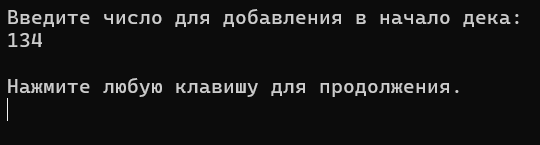 Введите число для добавления в начало дека:
134
Нажмите любую клавишу для продолжения.